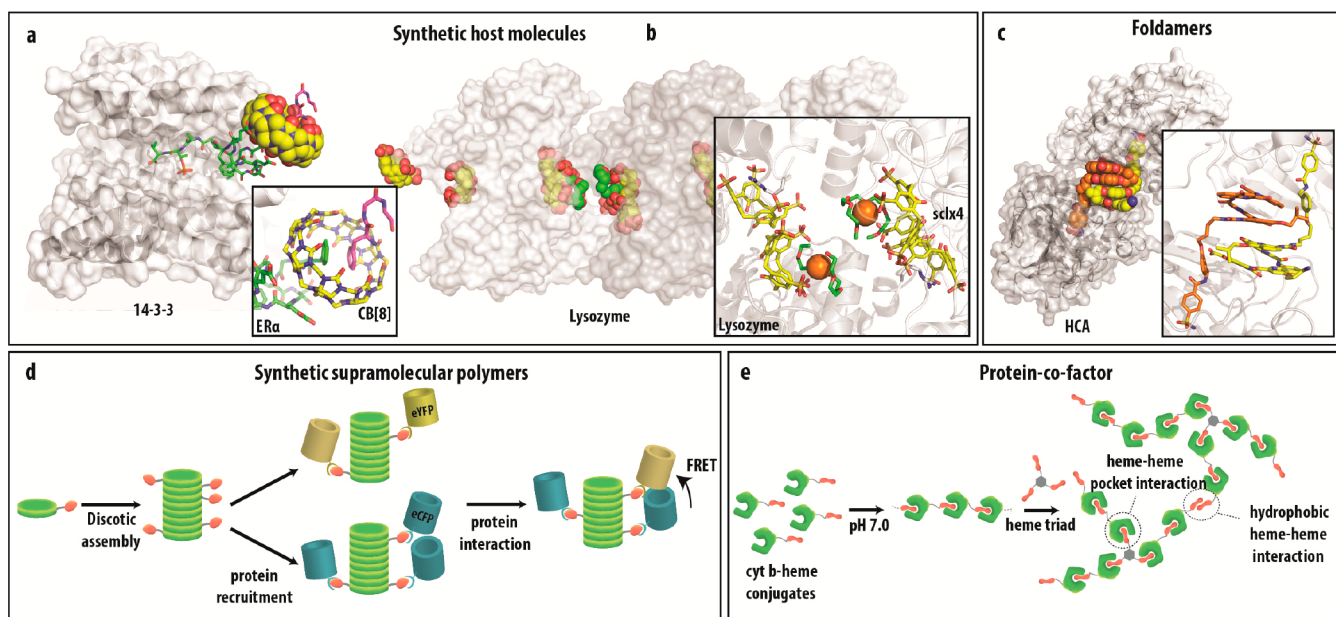 a
Synthetic host molecules
b
14-3-3
ERα
CB[8]
Lysozyme
Lysozyme
sclx4
c
Foldamers
HCA
d
Synthetic supramolecular polymers
Discotic
assembly
protein
recruitment
eYFP
eCFP
protein
interaction
FRET
e
Protein-co-factor
cyt b-heme
conjugates
pH 7.0
heme triad
heme-heme
pocket interaction
hydrophobic
heme-heme
interaction